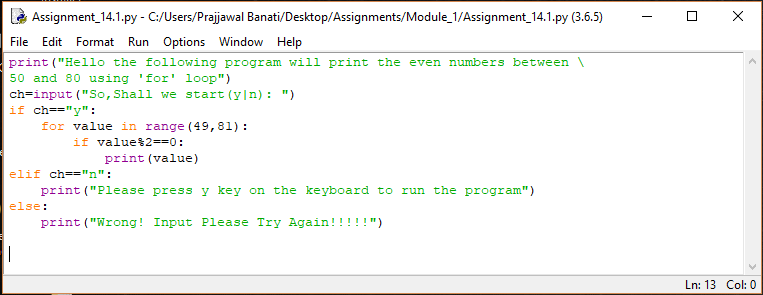 Assignment_14.1.py - C:/Users/Prajjawal Banati/Desktop/Assignments/Module_1/Assignment_14.1.py (3.6.5)
File Edit Format Run Options Window Help
print("Hello the following program will print the even numbers between \
50 and 80 using 'for' loop")
ch=input("So,Shall we start(y|n): ")
if ch=="y":
    for value in range(49,81):
        if value%2==0:
            print(value)
elif ch=="n":
    print("Please press y key on the keyboard to run the program")
else:
    print("Wrong! Input Please Try Again!!!!!")
Ln: 13 Col: 0